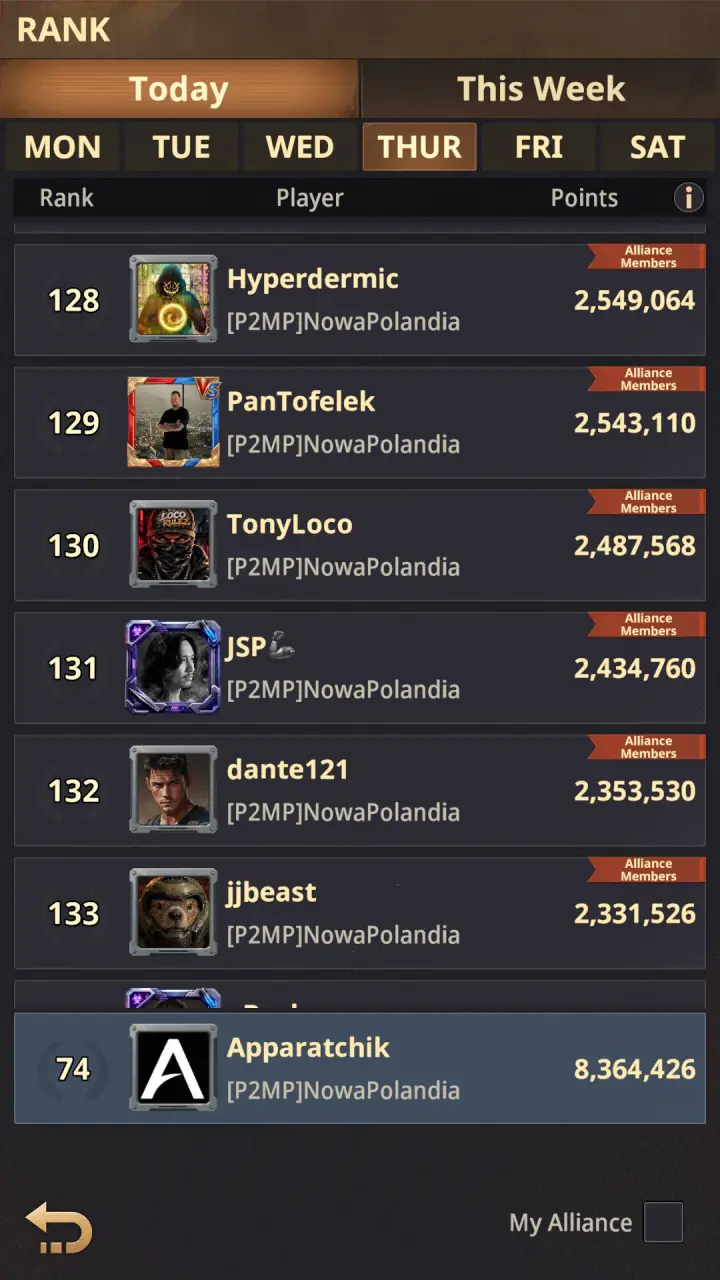 RANK
Today
This Week
MON
TUE
WED
THUR
FRI
SAT
Rank
Player
Points
128
Hyperdermic
[P2MP]NowaPolandia
Alliance
Members
2,549,064
129
VS
PanTofelek
[P2MP]NowaPolandia
Alliance
Members
2,543,110
130
LOCO
RULEZ
TonyLoco
[P2MP]NowaPolandia
Alliance
Members
2,487,568
131
JSP💪
[P2MP]NowaPolandia
Alliance
Members
2,434,760
132
dante121
[P2MP]NowaPolandia
Alliance
Members
2,353,530
133
jjbeast
[P2MP]NowaPolandia
Alliance
Members
2,331,526
74
Apparatchik
[P2MP]NowaPolandia
8,364,426
My Alliance